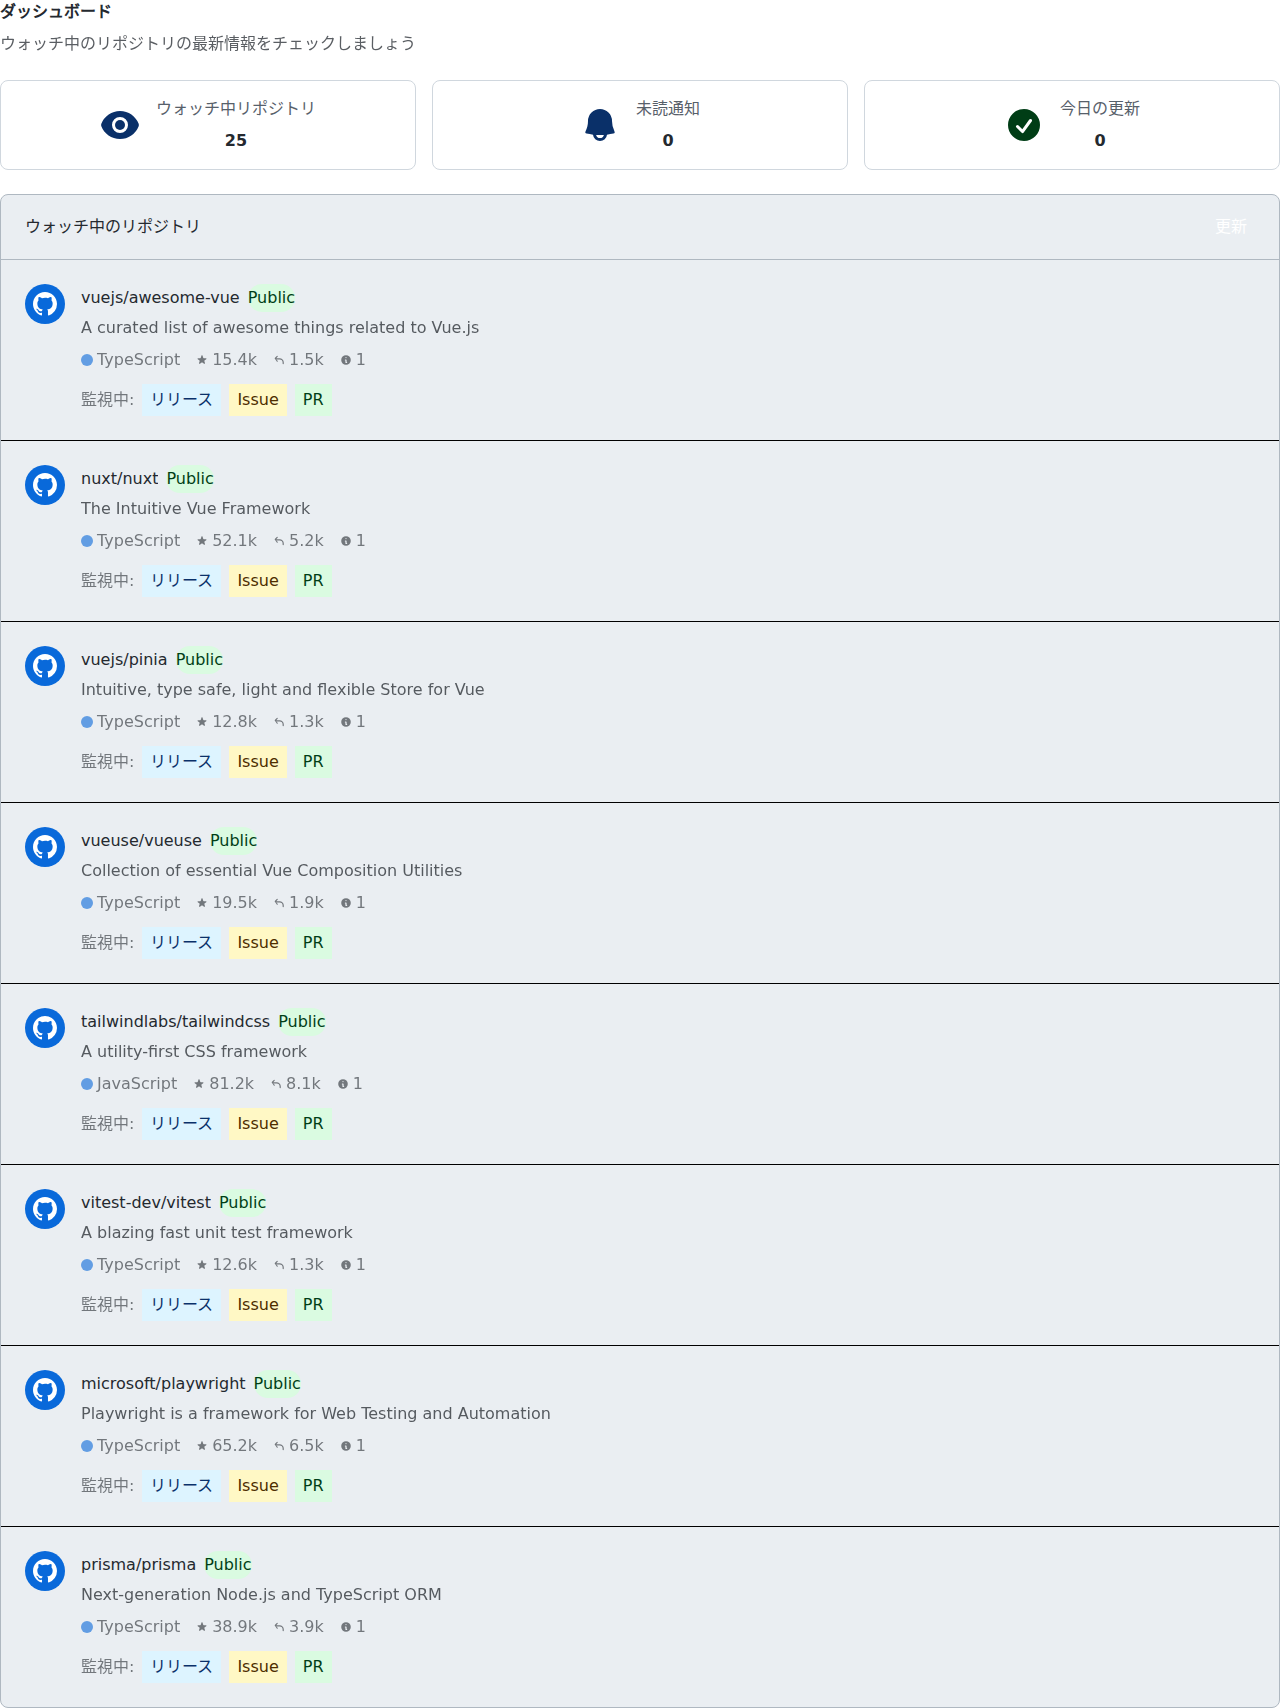 ダッシュボード
ウォッチ中のリポジトリの最新情報をチェックしましょう
ウォッチ中リポジトリ
25
未読通知
0
今日の更新
0
ウォッチ中のリポジトリ 更新
vuejs/awesome-vue Public
A curated list of awesome things related to Vue.js
TypeScript 15.4k 1.5k 1
監視中: リリース Issue PR
nuxt/nuxt Public
The Intuitive Vue Framework
TypeScript 52.1k 5.2k 1
監視中: リリース Issue PR
vuejs/pinia Public
Intuitive, type safe, light and flexible Store for Vue
TypeScript 12.8k 1.3k 1
監視中: リリース Issue PR
vueuse/vueuse Public
Collection of essential Vue Composition Utilities
TypeScript 19.5k 1.9k 1
監視中: リリース Issue PR
tailwindlabs/tailwindcss Public
A utility-first CSS framework
JavaScript 81.2k 8.1k 1
監視中: リリース Issue PR
vitest-dev/vitest Public
A blazing fast unit test framework
TypeScript 12.6k 1.3k 1
監視中: リリース Issue PR
microsoft/playwright Public
Playwright is a framework for Web Testing and Automation
TypeScript 65.2k 6.5k 1
監視中: リリース Issue PR
prisma/prisma Public
Next-generation Node.js and TypeScript ORM
TypeScript 38.9k 3.9k 1
監視中: リリース Issue PR